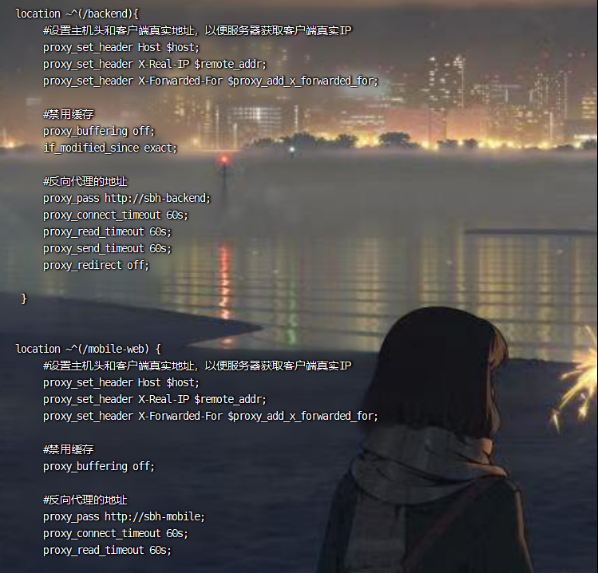 location ~^(/backend){
#设置主机头和客户端真实地址，以便服务器获取客户端真实IP
proxy_set_header Host $host;
proxy_set_header X-Real-IP $remote_addr;
proxy_set_header X-Forwarded-For $proxy_add_x_forwarded_for;
#禁用缓存
proxy_buffering off;
if_modified_since exact;
#反向代理的地址
proxy_pass http://sbh-backend;
proxy_connect_timeout 60s;
proxy_read_timeout 60s;
proxy_send_timeout 60s;
proxy_redirect off;
}
location ~^(/mobile-web) {
#设置主机头和客户端真实地址，以便服务器获取客户端真实IP
proxy_set_header Host $host;
proxy_set_header X-Real-IP $remote_addr;
proxy_set_header X-Forwarded-For $proxy_add_x_forwarded_for;
#禁用缓存
proxy_buffering off;
#反向代理的地址
proxy_pass http://sbh-mobile;
proxy_connect_timeout 60s;
proxy_read_timeout 60s;